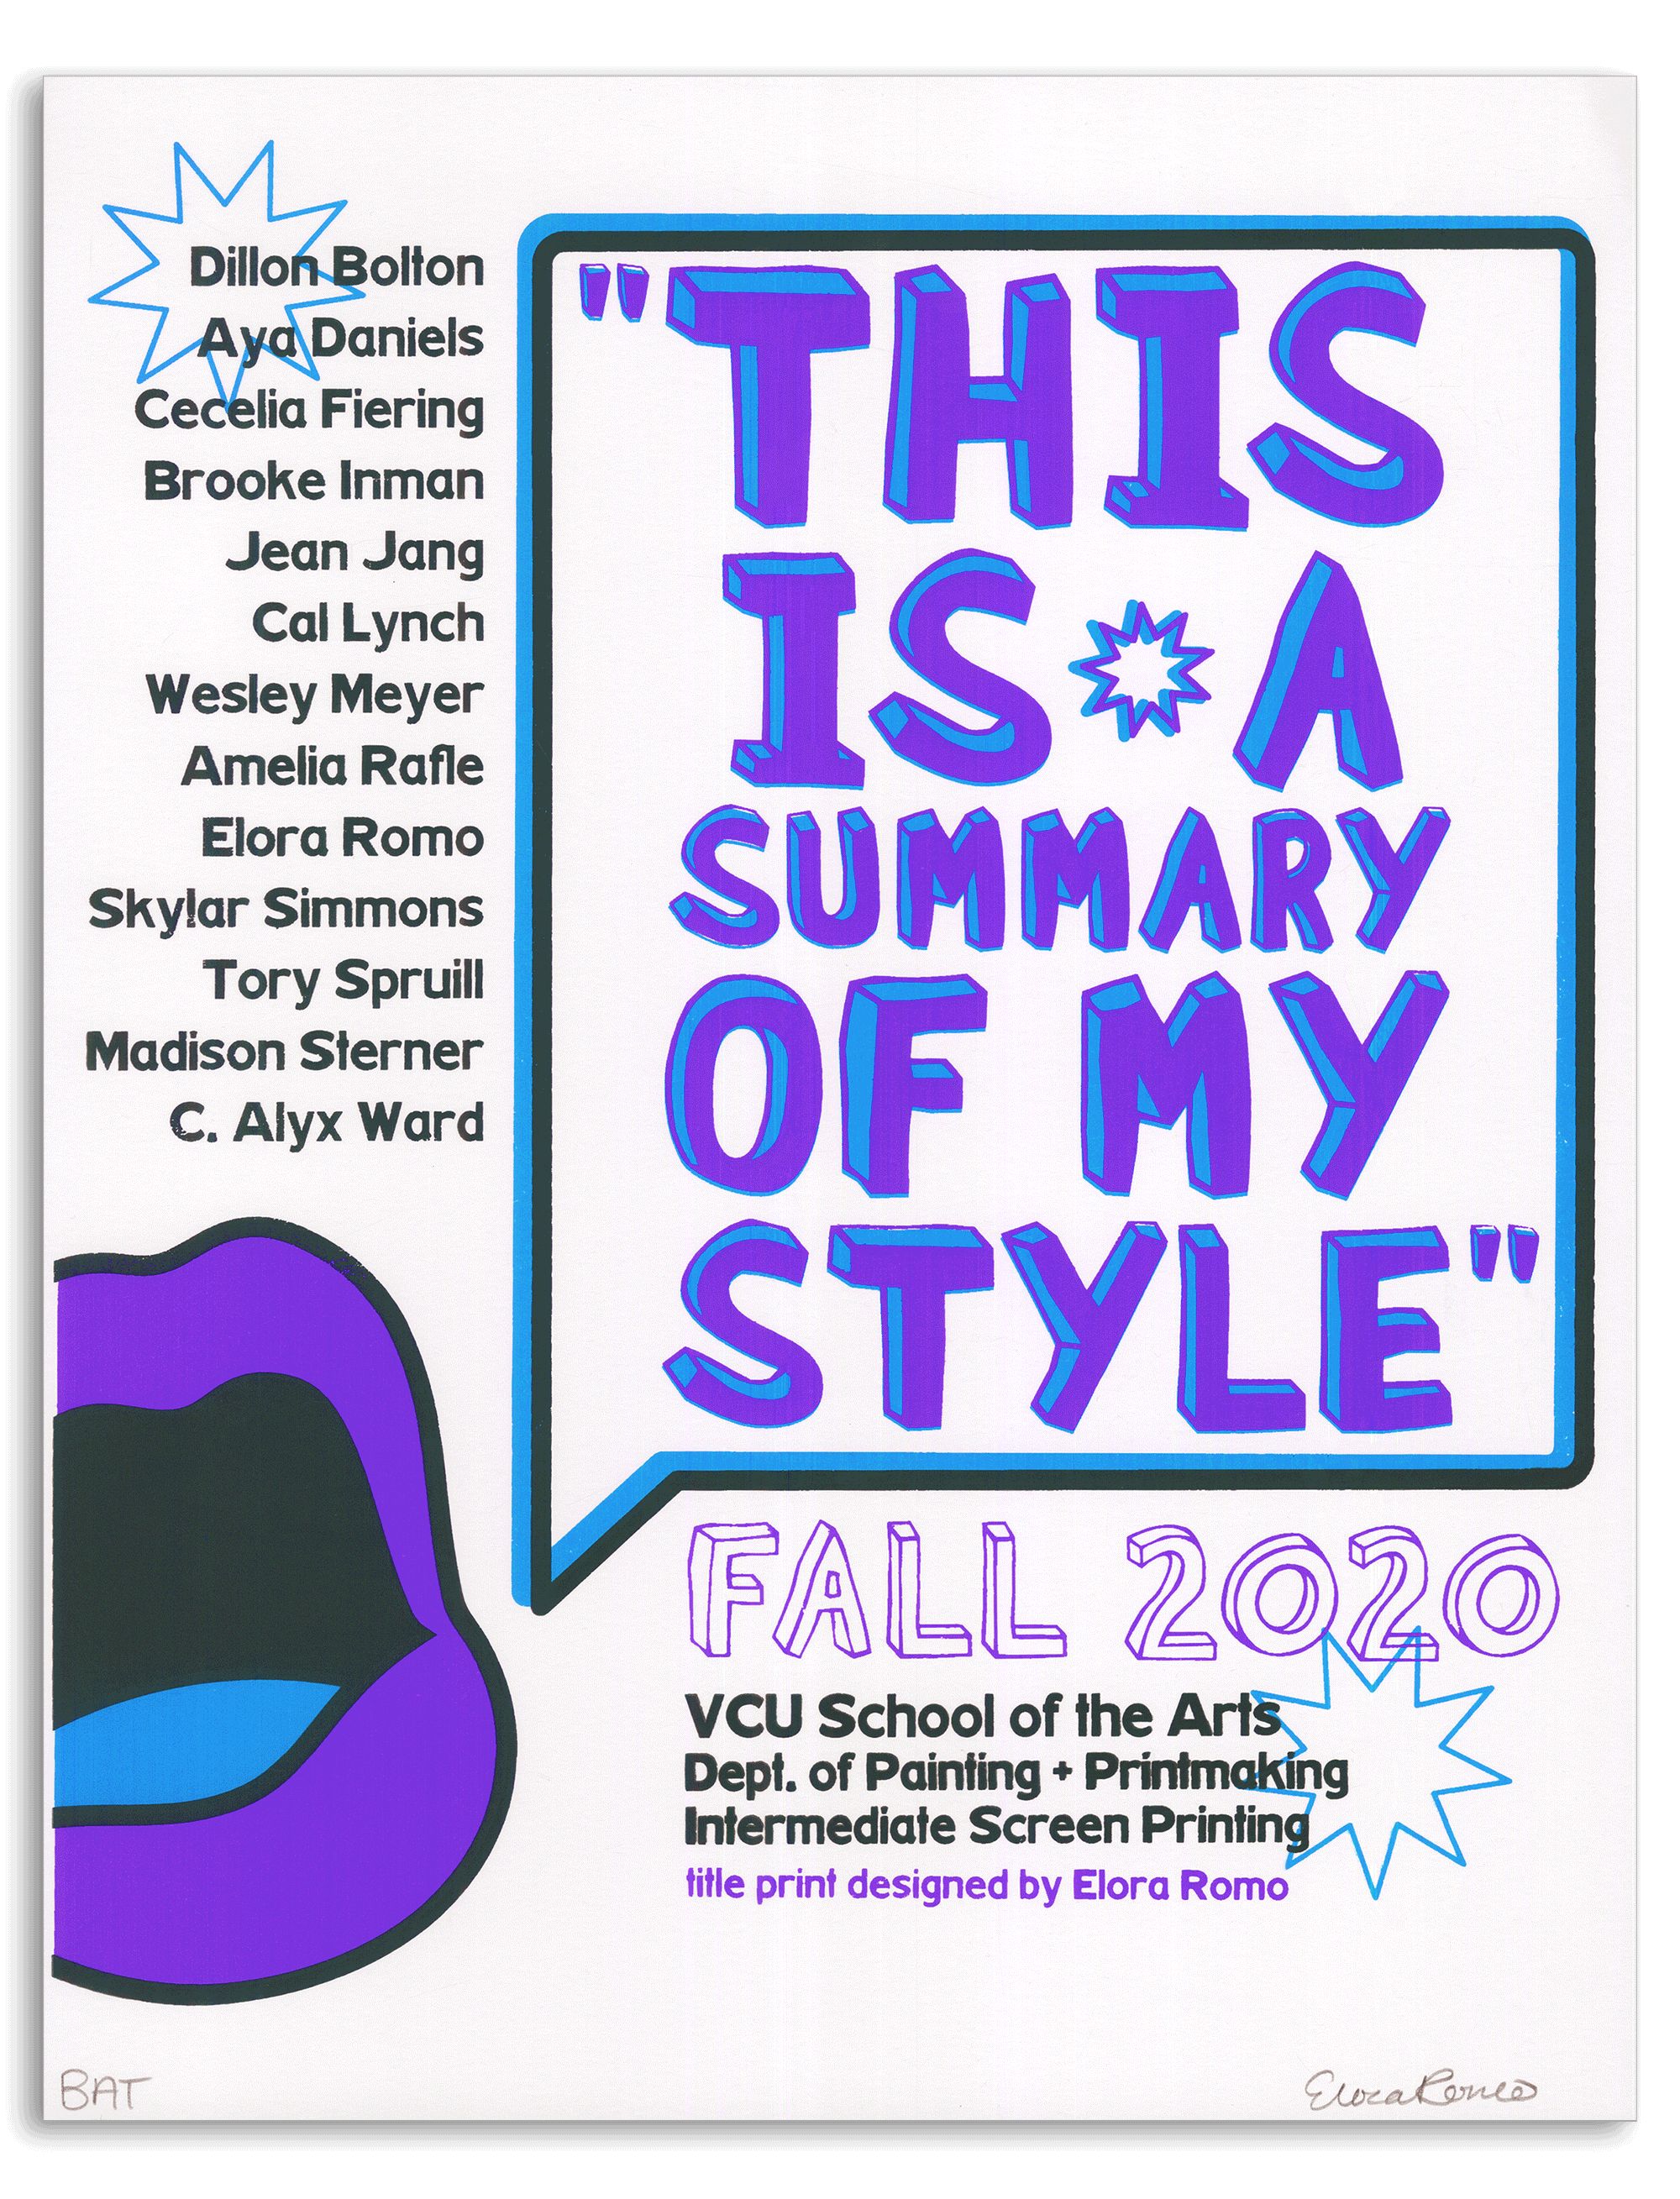 Dillon Bolton
Aya Daniels
Cecelia Fiering
Brooke Inman
Jean Jang
Cal Lynch
Wesley Meyer
Amelia Rafle
Elora Romo
Skylar Simmons
Tory Spruill
Madison Sterner
C. Alyx Ward
"THIS
IS A
SUMMARY
OF MY
STYLE"
FALL 2020
VCU School of the Arts
Dept. of Painting + Printmaking
Intermediate Screen Printing
title print designed by Elora Romo
BAT
Elora Romo